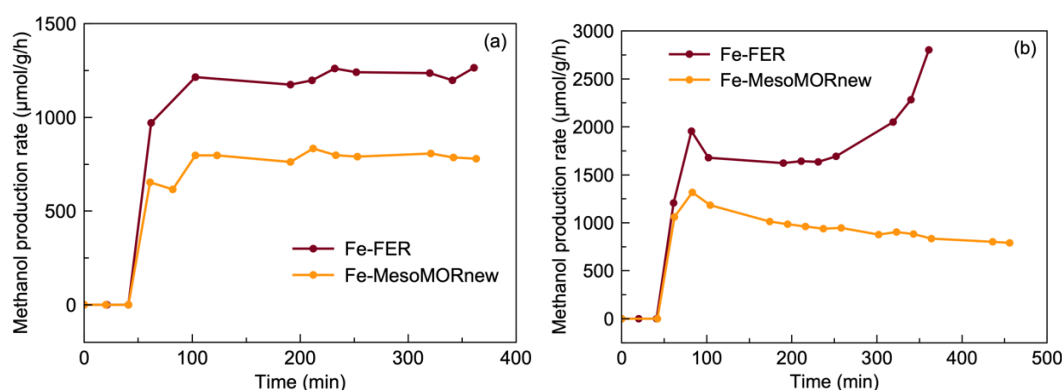 (a)
Methanol production rate (μmol/g/h)
1500
1000
500
0
Fe-FER
Fe-MesoMORnew
0 100 200 300 400
Time (min)
(b)
Methanol production rate (μmol/g/h)
3000
2500
2000
1500
1000
500
0
Fe-FER
Fe-MesoMORnew
0 100 200 300 400 500
Time (min)